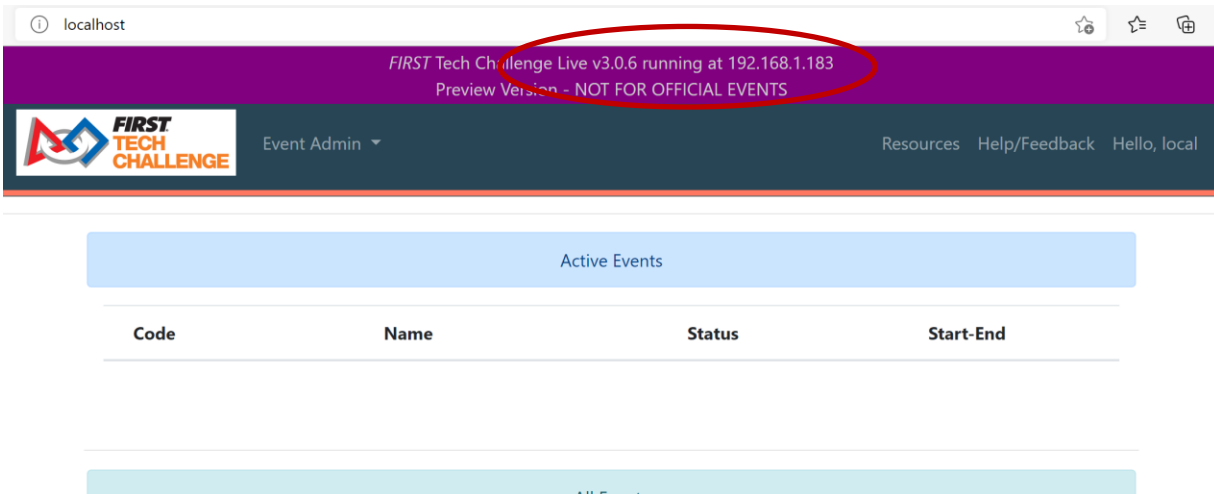 localhost
FIRST Tech Challenge Live v3.0.6 running at 192.168.1.183
Preview Version - NOT FOR OFFICIAL EVENTS
FIRST
TECH
CHALLENGE
Event Admin
Resources Help/Feedback Hello, local
Active Events
Code Name Status Start-End